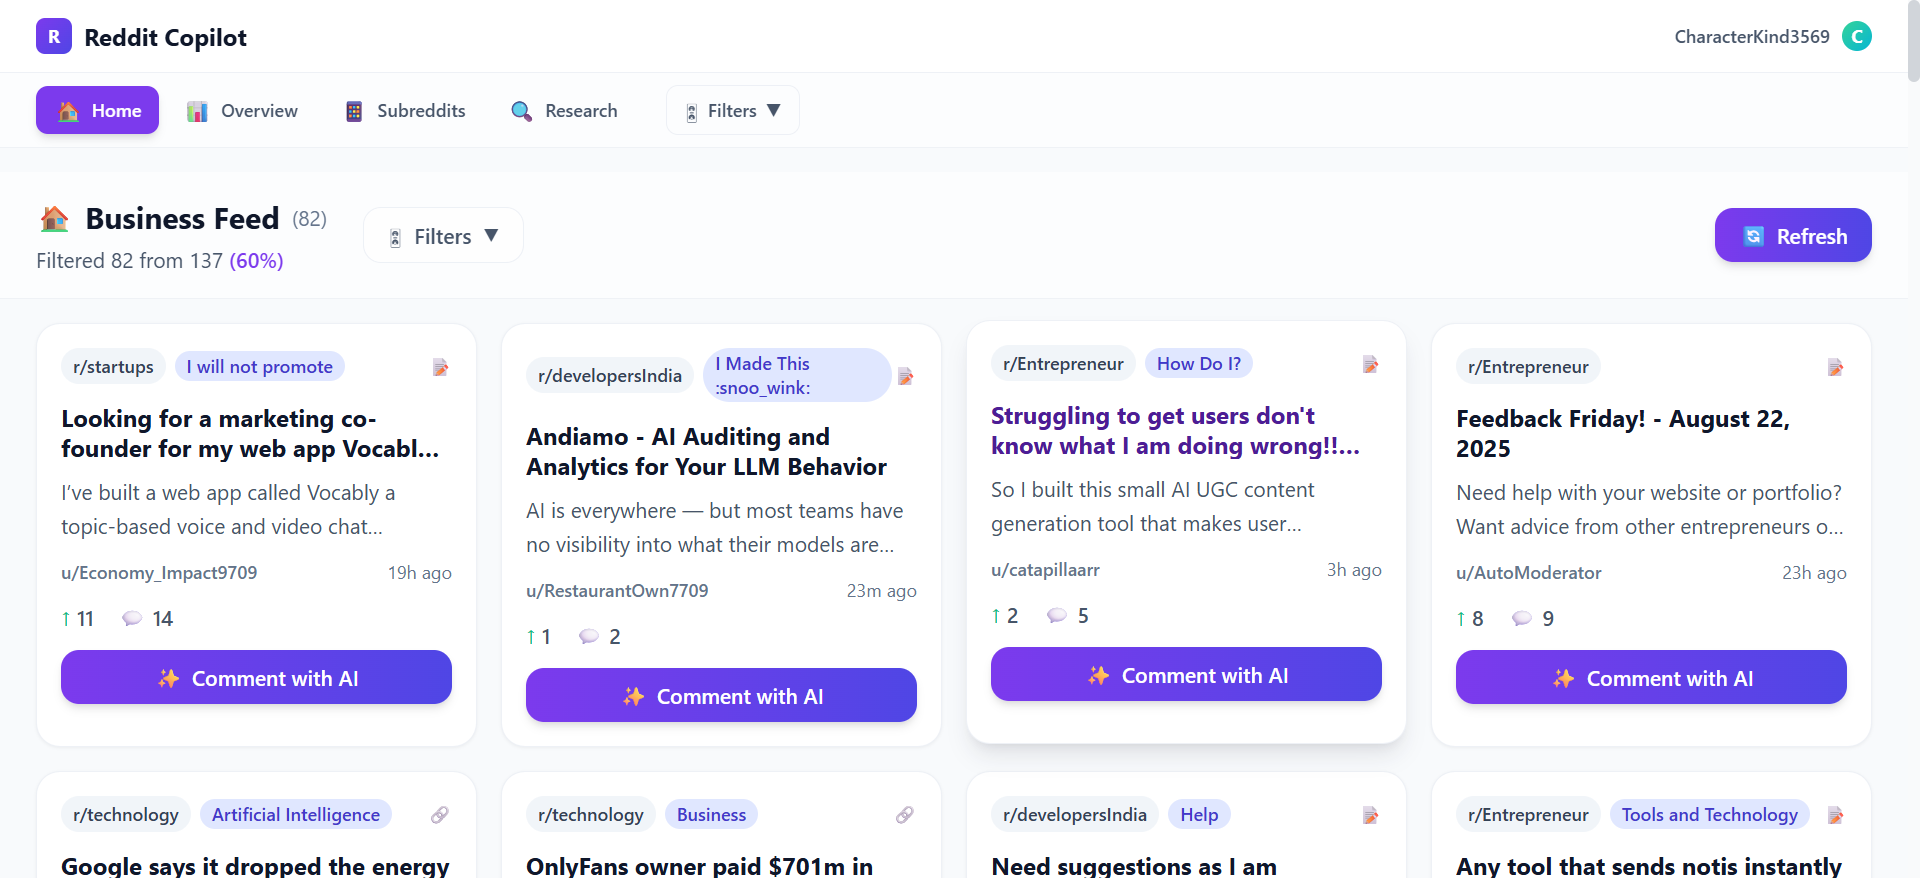 R Reddit Copilot
CharacterKind3569 C
Home Overview Subreddits Research Filters ▼
Business Feed (82)
Filtered 82 from 137 (60%)
Filters ▼
Refresh
r/startups I will not promote
Looking for a marketing co-
founder for my web app Vocabl...
I’ve built a web app called Vocably a
topic-based voice and video chat...
u/Economy_Impact9709 19h ago
↑ 11 14
Comment with AI
r/developersIndia I Made This
:snoo_wink:
Andiamo - AI Auditing and
Analytics for Your LLM Behavior
AI is everywhere — but most teams have
no visibility into what their models are...
u/RestaurantOwn7709 23m ago
↑ 1 2
Comment with AI
r/Entrepreneur How Do I?
Struggling to get users don't
know what I am doing wrong!!...
So I built this small AI UGC content
generation tool that makes user...
u/catapillaarr 3h ago
↑ 2 5
Comment with AI
r/Entrepreneur
Feedback Friday! - August 22,
2025
Need help with your website or portfolio?
Want advice from other entrepreneurs o...
u/AutoModerator 23h ago
↑ 8 9
Comment with AI
r/technology Artificial Intelligence
Google says it dropped the energy
r/technology Business
OnlyFans owner paid $701m in
r/developersIndia Help
Need suggestions as I am
r/Entrepreneur Tools and Technology
Any tool that sends notis instantly